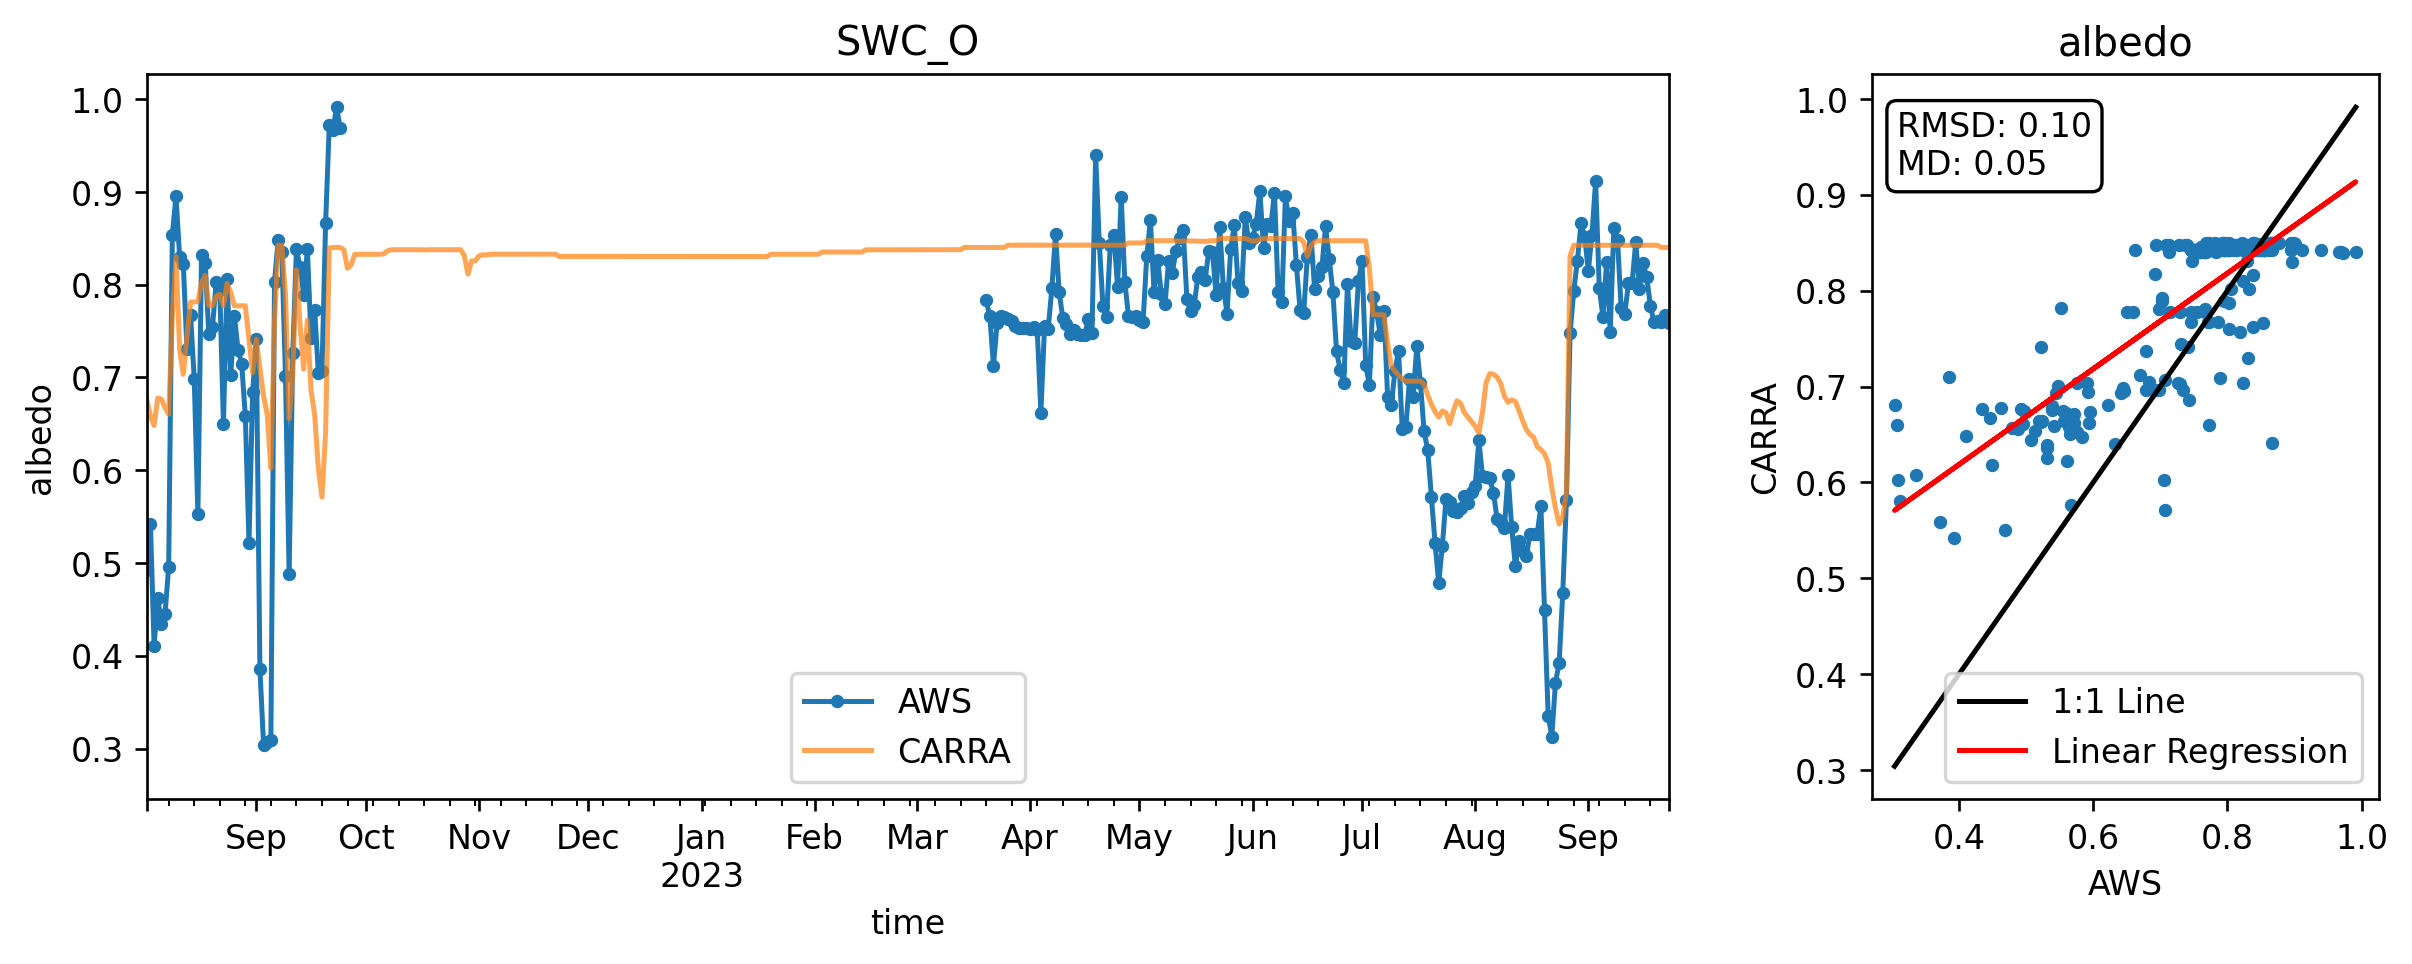 SWC_O
albedo
1.0
0.9
0.8
0.7
0.6
0.5
0.4
0.3
AWS
CARRA
Sep Oct Nov Dec Jan Feb Mar Apr May Jun Jul Aug Sep
2023
time
albedo
CARRA
1.0
0.9
0.8
0.7
0.6
0.5
0.4
0.3
RMSD: 0.10
MD: 0.05
1:1 Line
Linear Regression
0.4 0.6 0.8 1.0
AWS